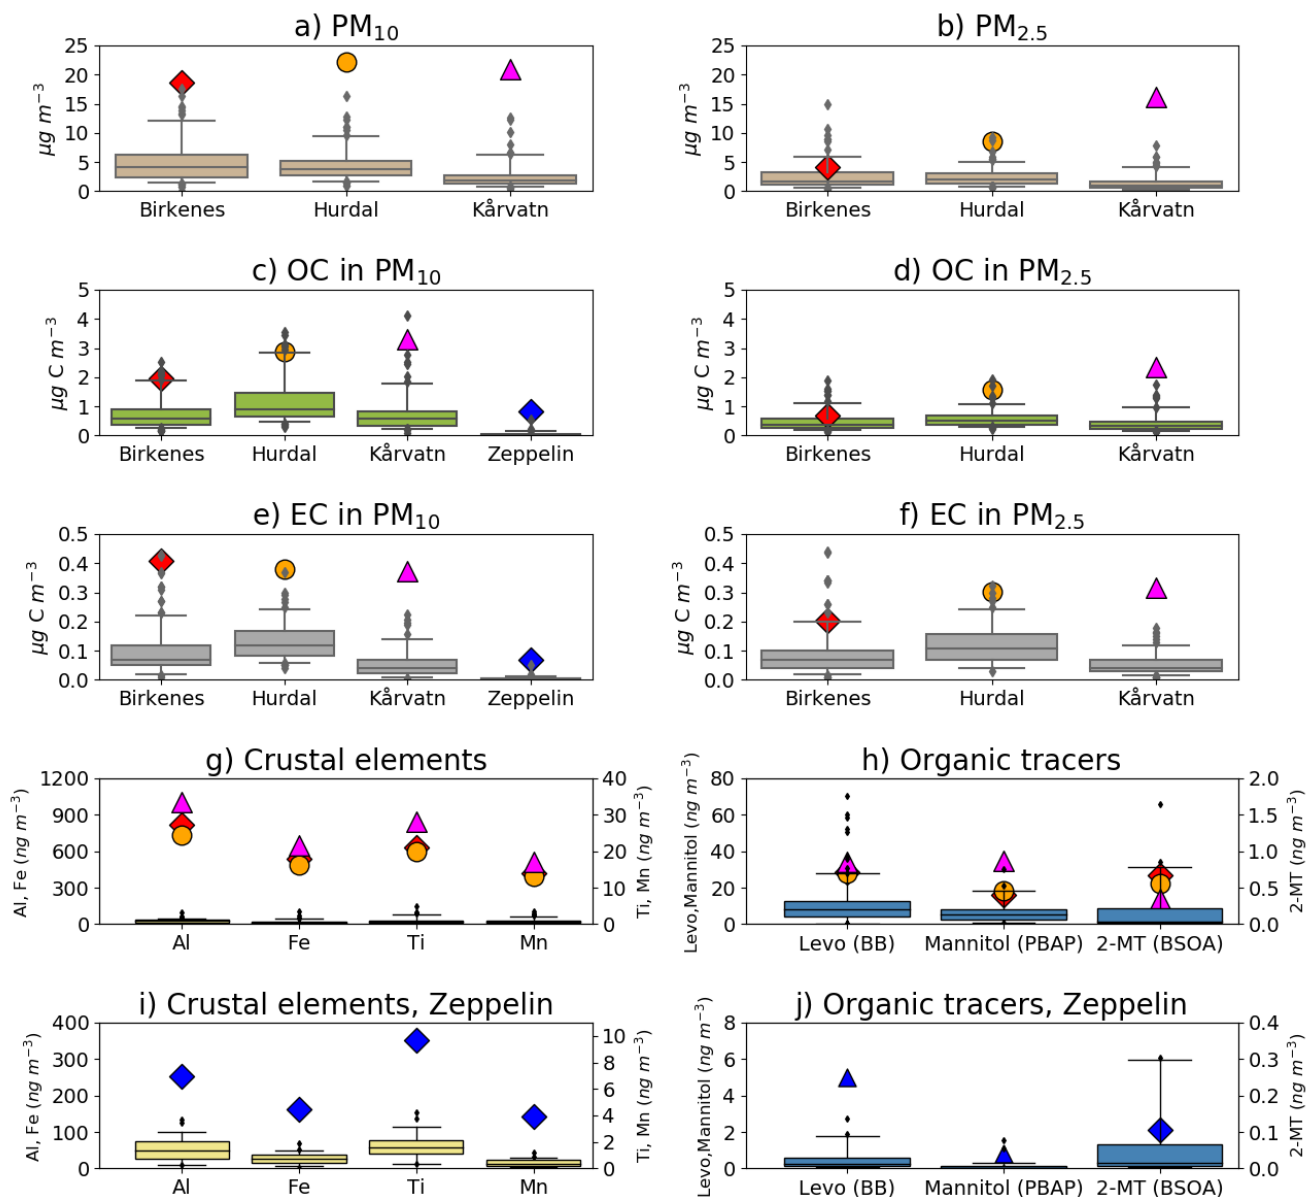 a) PM10
25
20
15
10
5
0
µg m−3
Birkenes Hurdal Kårvatn
b) PM2.5
25
20
15
10
5
0
µg m−3
Birkenes Hurdal Kårvatn
c) OC in PM10
5
4
3
2
1
0
µg C m−3
Birkenes Hurdal Kårvatn Zeppelin
d) OC in PM2.5
5
4
3
2
1
0
µg C m−3
Birkenes Hurdal Kårvatn
e) EC in PM10
0.5
0.4
0.3
0.2
0.1
0.0
µg C m−3
Birkenes Hurdal Kårvatn Zeppelin
f) EC in PM2.5
0.5
0.4
0.3
0.2
0.1
0.0
µg C m−3
Birkenes Hurdal Kårvatn
g) Crustal elements
1200
900
600
300
0
Al, Fe (ng m−3)
40
30
20
10
0
Ti, Mn (ng m−3)
Al Fe Ti Mn
h) Organic tracers
80
60
40
20
0
Levo,Mannitol (ng m−3)
2.0
1.5
1.0
0.5
0.0
2-MT (ng m−3)
Levo (BB) Mannitol (PBAP) 2-MT (BSOA)
i) Crustal elements, Zeppelin
400
300
200
100
0
Al, Fe (ng m−3)
10
8
6
4
2
0
Ti, Mn (ng m−3)
Al Fe Ti Mn
j) Organic tracers, Zeppelin
8
6
4
2
0
Levo,Mannitol (ng m−3)
0.4
0.3
0.2
0.1
0.0
2-MT (ng m−3)
Levo (BB) Mannitol (PBAP) 2-MT (BSOA)